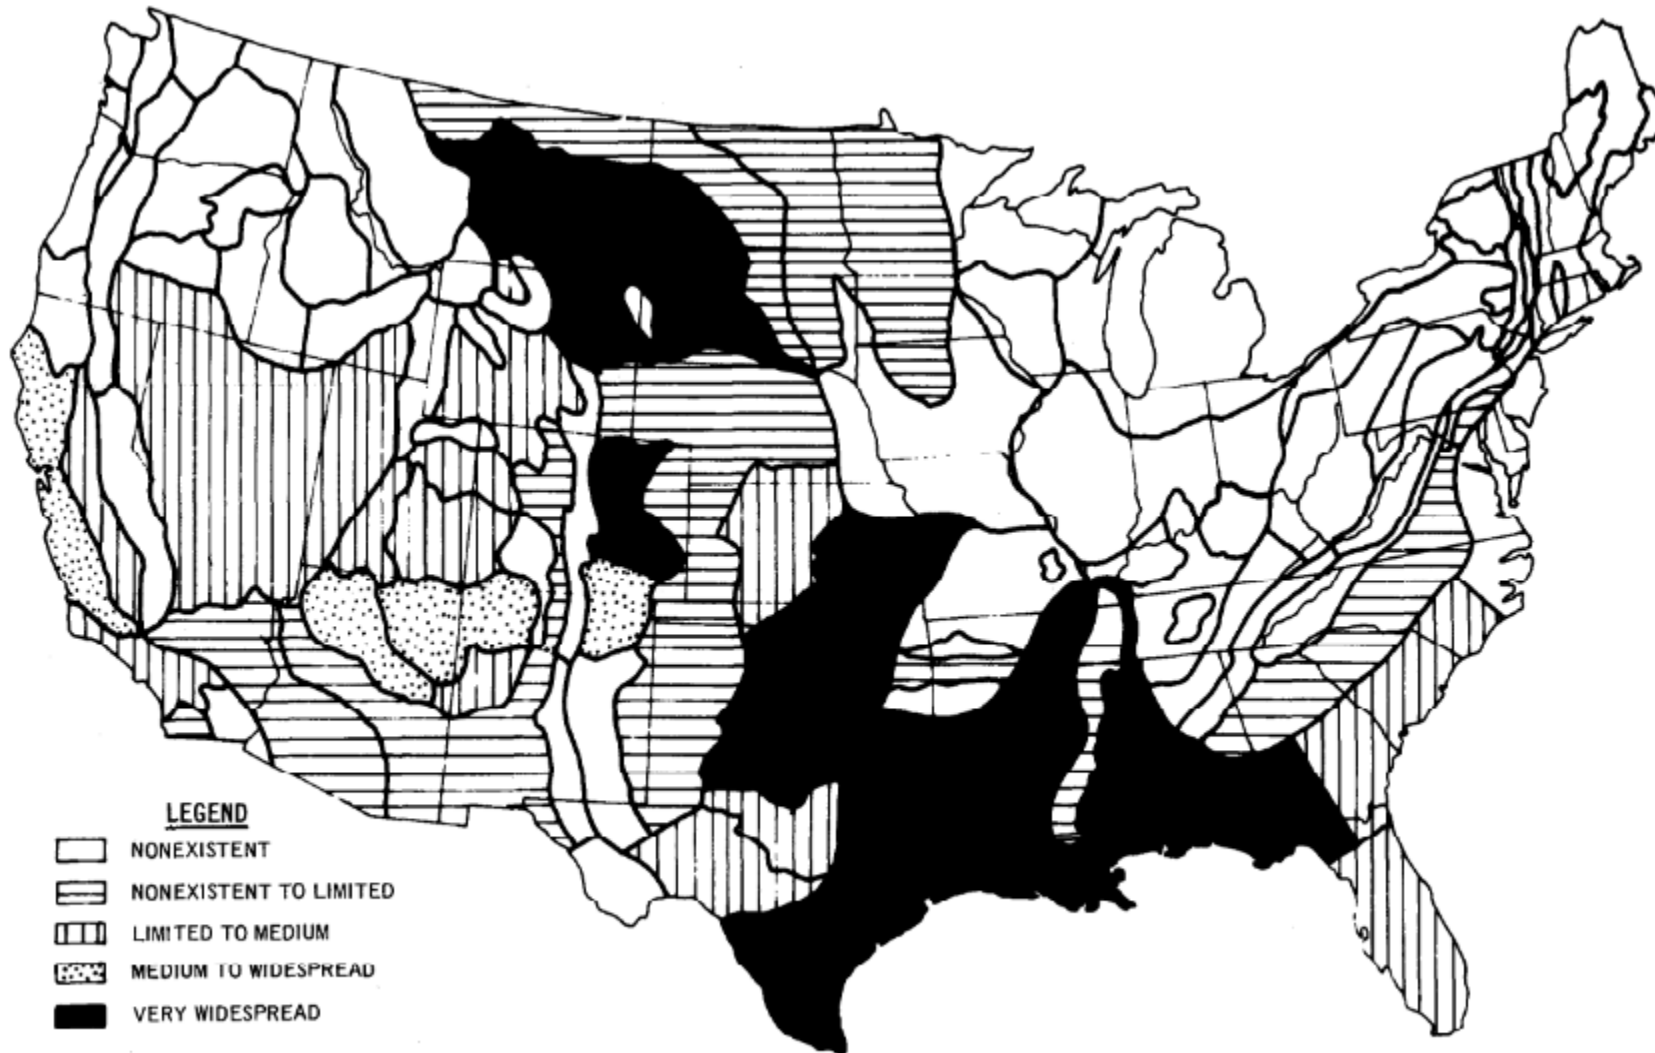 LEGEND
NONEXISTENT
NONEXISTENT TO LIMITED
LIMITED TO MEDIUM
MEDIUM TO WIDESPREAD
VERY WIDESPREAD